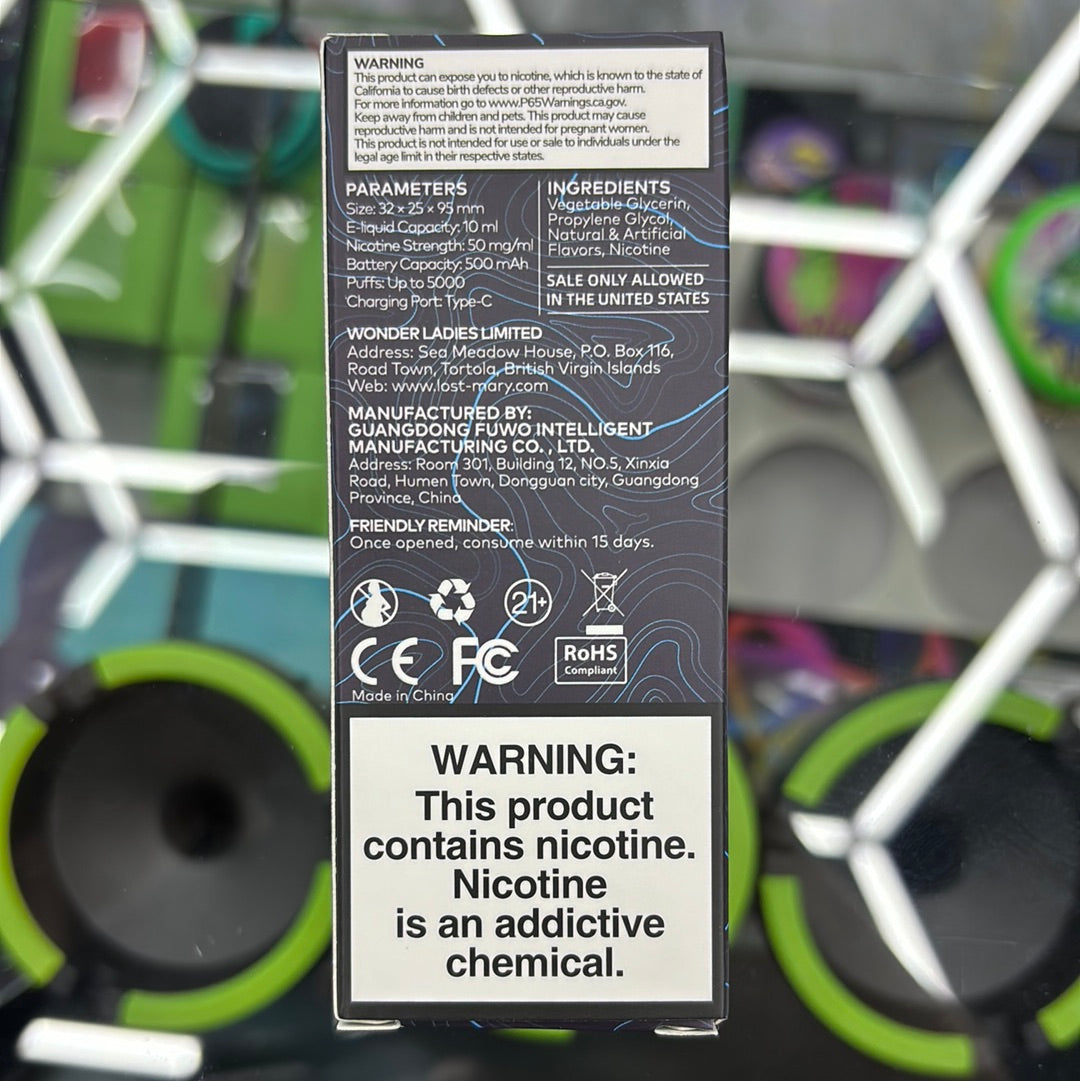 WARNING
This product can expose you to nicotine, which is known to the state of
California to cause birth defects or other reproductive harm.
For more information go to www.P65Warnings.ca.gov.
Keep away from children and pets. This product may cause
reproductive harm and is not intended for pregnant women.
This product is not intended for use or sale to individuals under the
legal age limit in their respective states.
PARAMETERS
Size: 32 × 25 × 95 mm
E-liquid Capacity: 10 ml
Nicotine Strength: 50 mg/ml
Battery Capacity: 500 mAh
Puffs: Up to 5000
Charging Port: Type-C
INGREDIENTS
Vegetable Glycerin,
Propylene Glycol,
Natural & Artificial
Flavors, Nicotine
SALE ONLY ALLOWED
IN THE UNITED STATES
WONDER LADIES LIMITED
Address: Sea Meadow House, P.O. Box 116,
Road Town, Tortola, British Virgin Islands
Web: www.lost-mary.com
MANUFACTURED BY:
GUANGDONG FUWO INTELLIGENT
MANUFACTURING CO. , LTD.
Address: Room 301, Building 12, NO.5, Xinxia
Road, Humen Town, Dongguan city, Guangdong
Province, China
FRIENDLY REMINDER:
Once opened, consume within 15 days.
21+
CE FC RoHS
Compliant
Made in China
WARNING:
This product
contains nicotine.
Nicotine
is an addictive
chemical.